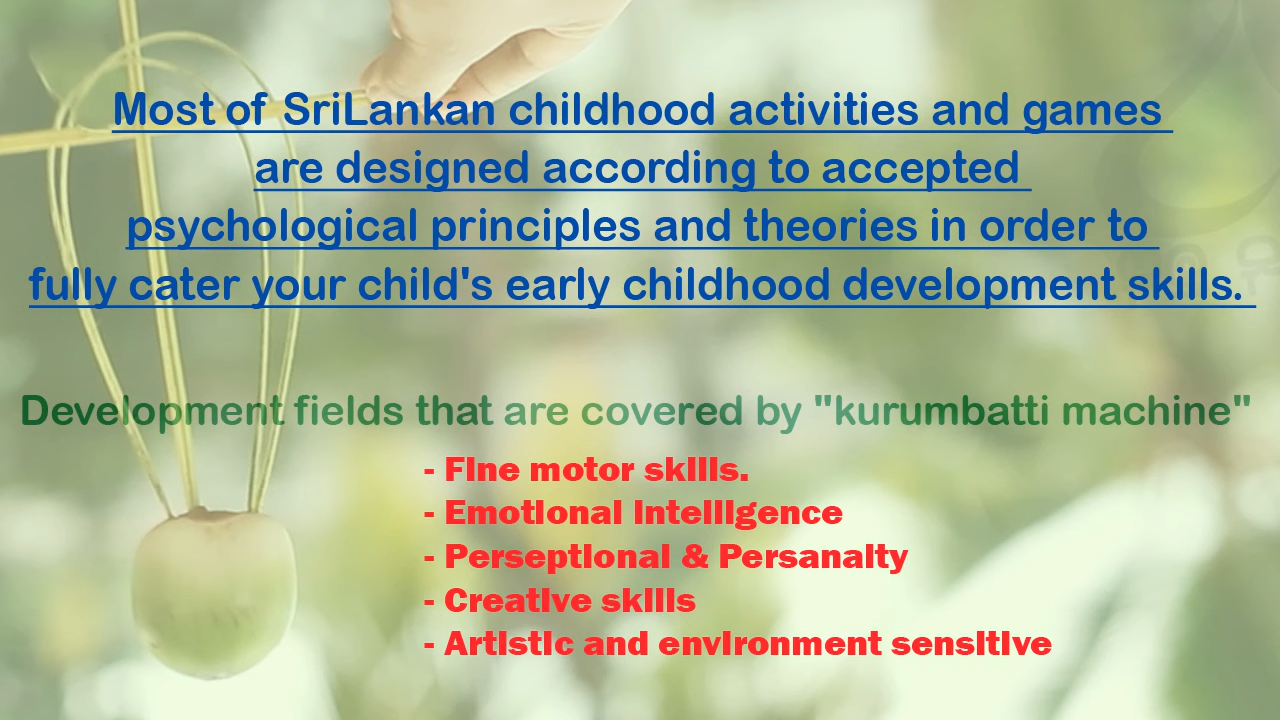 Most of SriLankan childhood activities and games
are designed according to accepted
psychological principles and theories in order to
fully cater your child's early childhood development skills.
Development fields that are covered by "kurumbatti machine"
- Fine motor skills.
- Emotional intelligence
- Perseptional & Persanalty
- Creative skills
- Artistic and environment sensitive